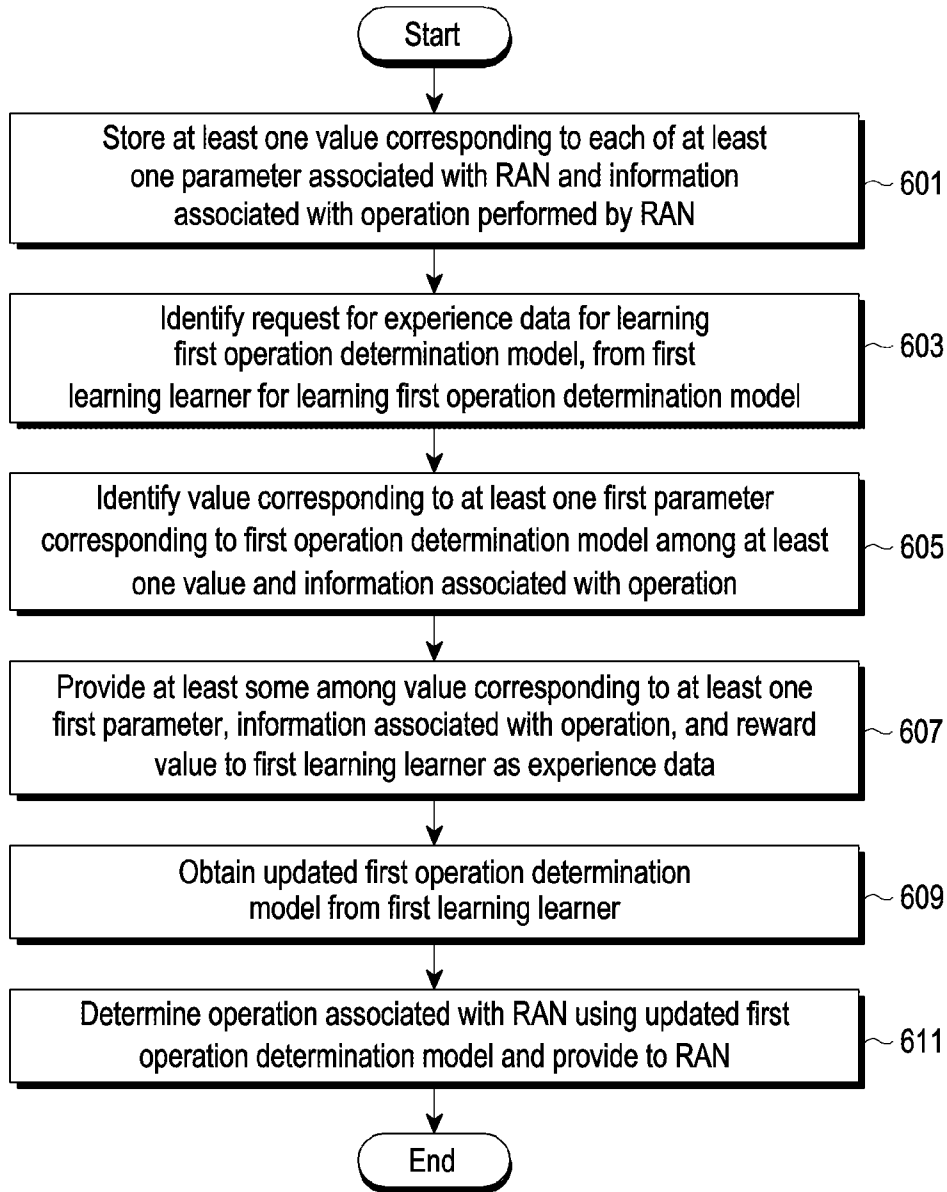 Start
Store at least one value corresponding to each of at least
one parameter associated with RAN and information
associated with operation performed by RAN
601
Identify request for experience data for learning
first operation determination model, from first
learning learner for learning first operation determination model
603
Identify value corresponding to at least one first parameter
corresponding to first operation determination model among at least
one value and information associated with operation
605
Provide at least some among value corresponding to at least one
first parameter, information associated with operation, and reward
value to first learning learner as experience data
607
Obtain updated first operation determination
model from first learning learner
609
Determine operation associated with RAN using updated first
operation determination model and provide to RAN
611
End